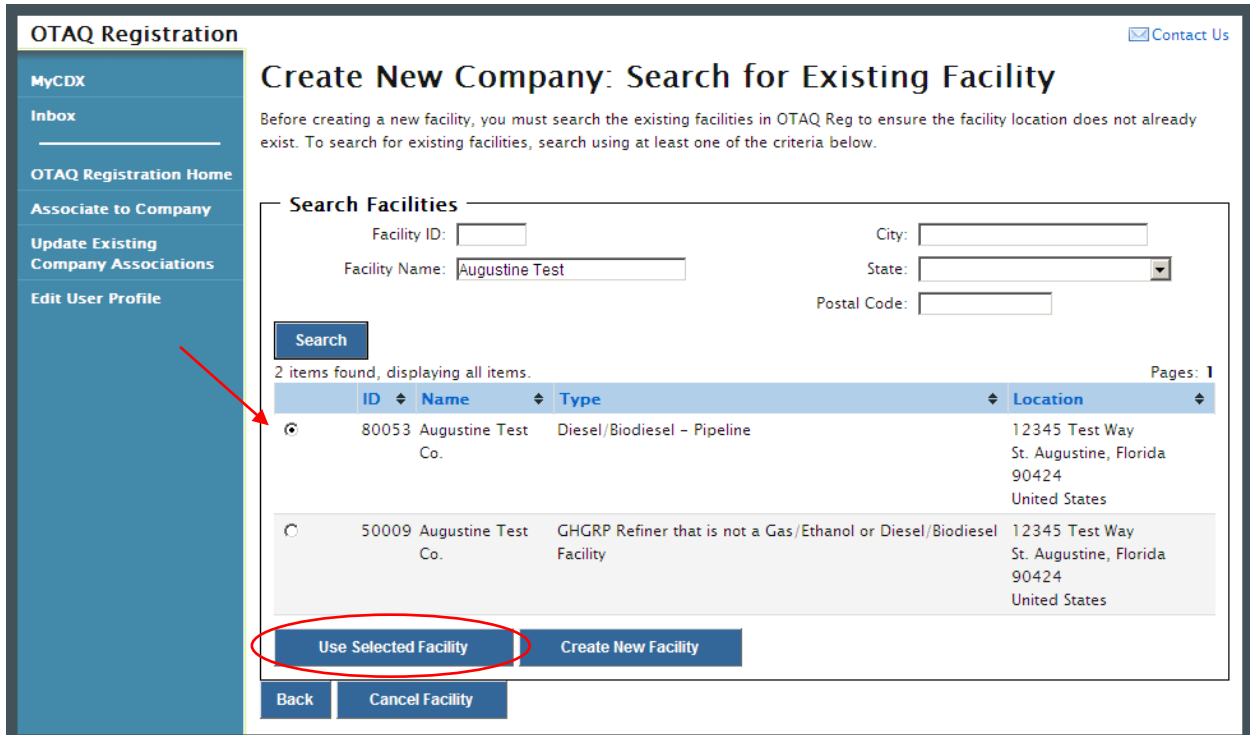 OTAQ Registration
Contact Us
MyCDX
Inbox
OTAQ Registration Home
Associate to Company
Update Existing
Company Associations
Edit User Profile
Create New Company: Search for Existing Facility
Before creating a new facility, you must search the existing facilities in OTAQ Reg to ensure the facility location does not already
exist. To search for existing facilities, search using at least one of the criteria below.
Search Facilities
Facility ID:
City:
Facility Name: Augustine Test
State:
Postal Code:
Search
2 items found, displaying all items.
Pages: 1
ID Name Type Location
80053 Augustine Test Diesel/Biodiesel – Pipeline 12345 Test Way
Co. St. Augustine, Florida
90424
United States
50009 Augustine Test GHGRP Refiner that is not a Gas/Ethanol or Diesel/Biodiesel 12345 Test Way
Co. Facility St. Augustine, Florida
90424
United States
Use Selected Facility
Create New Facility
Back
Cancel Facility